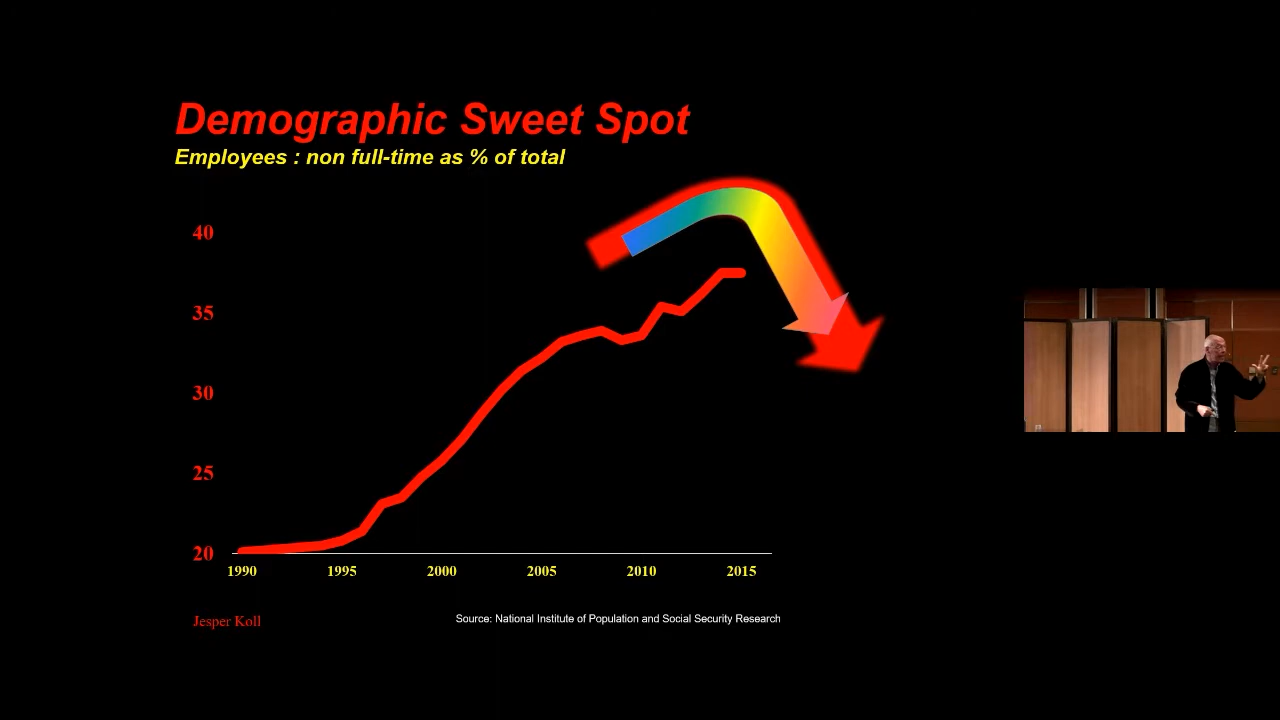 Demographic Sweet Spot
Employees : non full-time as % of total
40
35
30
25
20
1990 1995 2000 2005 2010 2015
Jesper Koll
Source: National Institute of Population and Social Security Research